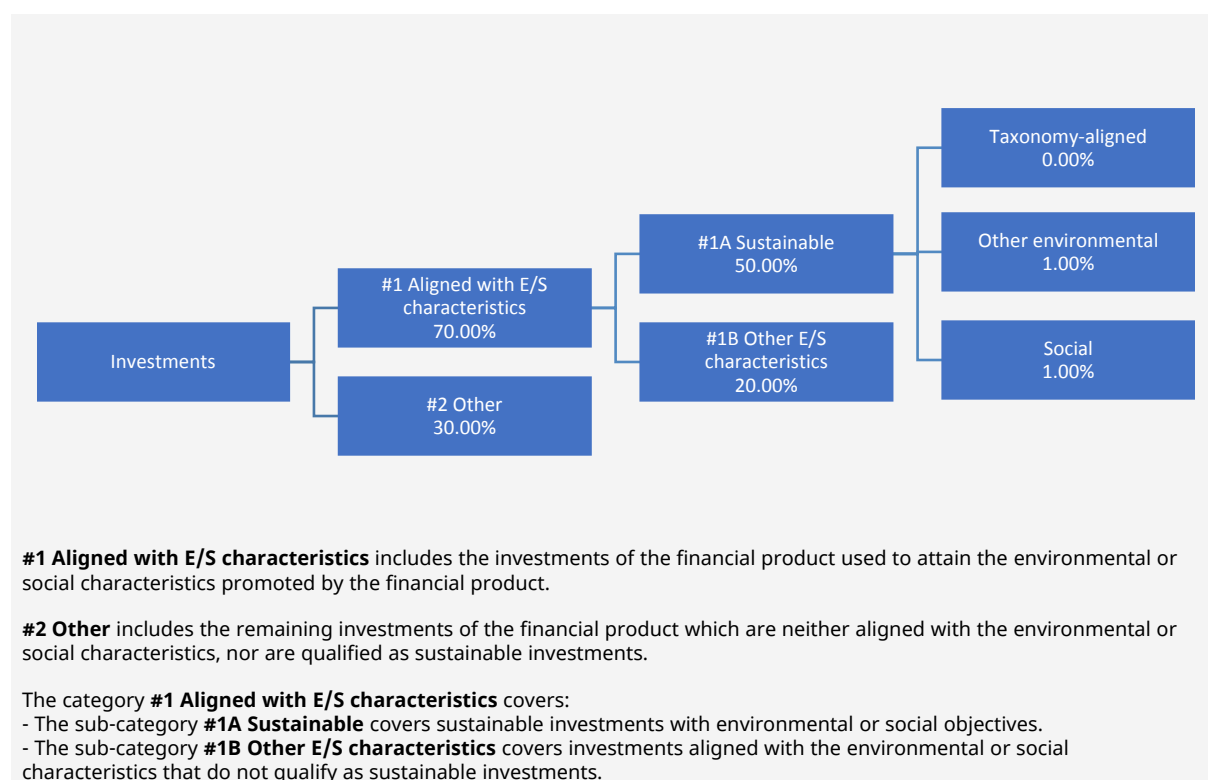 Investments
#1 Aligned with E/S
characteristics
70.00%
#2 Other
30.00%
#1A Sustainable
50.00%
#1B Other E/S
characteristics
20.00%
Taxonomy-aligned
0.00%
Other environmental
1.00%
Social
1.00%
#1 Aligned with E/S characteristics includes the investments of the financial product used to attain the environmental or
social characteristics promoted by the financial product.
#2 Other includes the remaining investments of the financial product which are neither aligned with the environmental or
social characteristics, nor are qualified as sustainable investments.
The category #1 Aligned with E/S characteristics covers:
- The sub-category #1A Sustainable covers sustainable investments with environmental or social objectives.
- The sub-category #1B Other E/S characteristics covers investments aligned with the environmental or social
characteristics that do not qualify as sustainable investments.